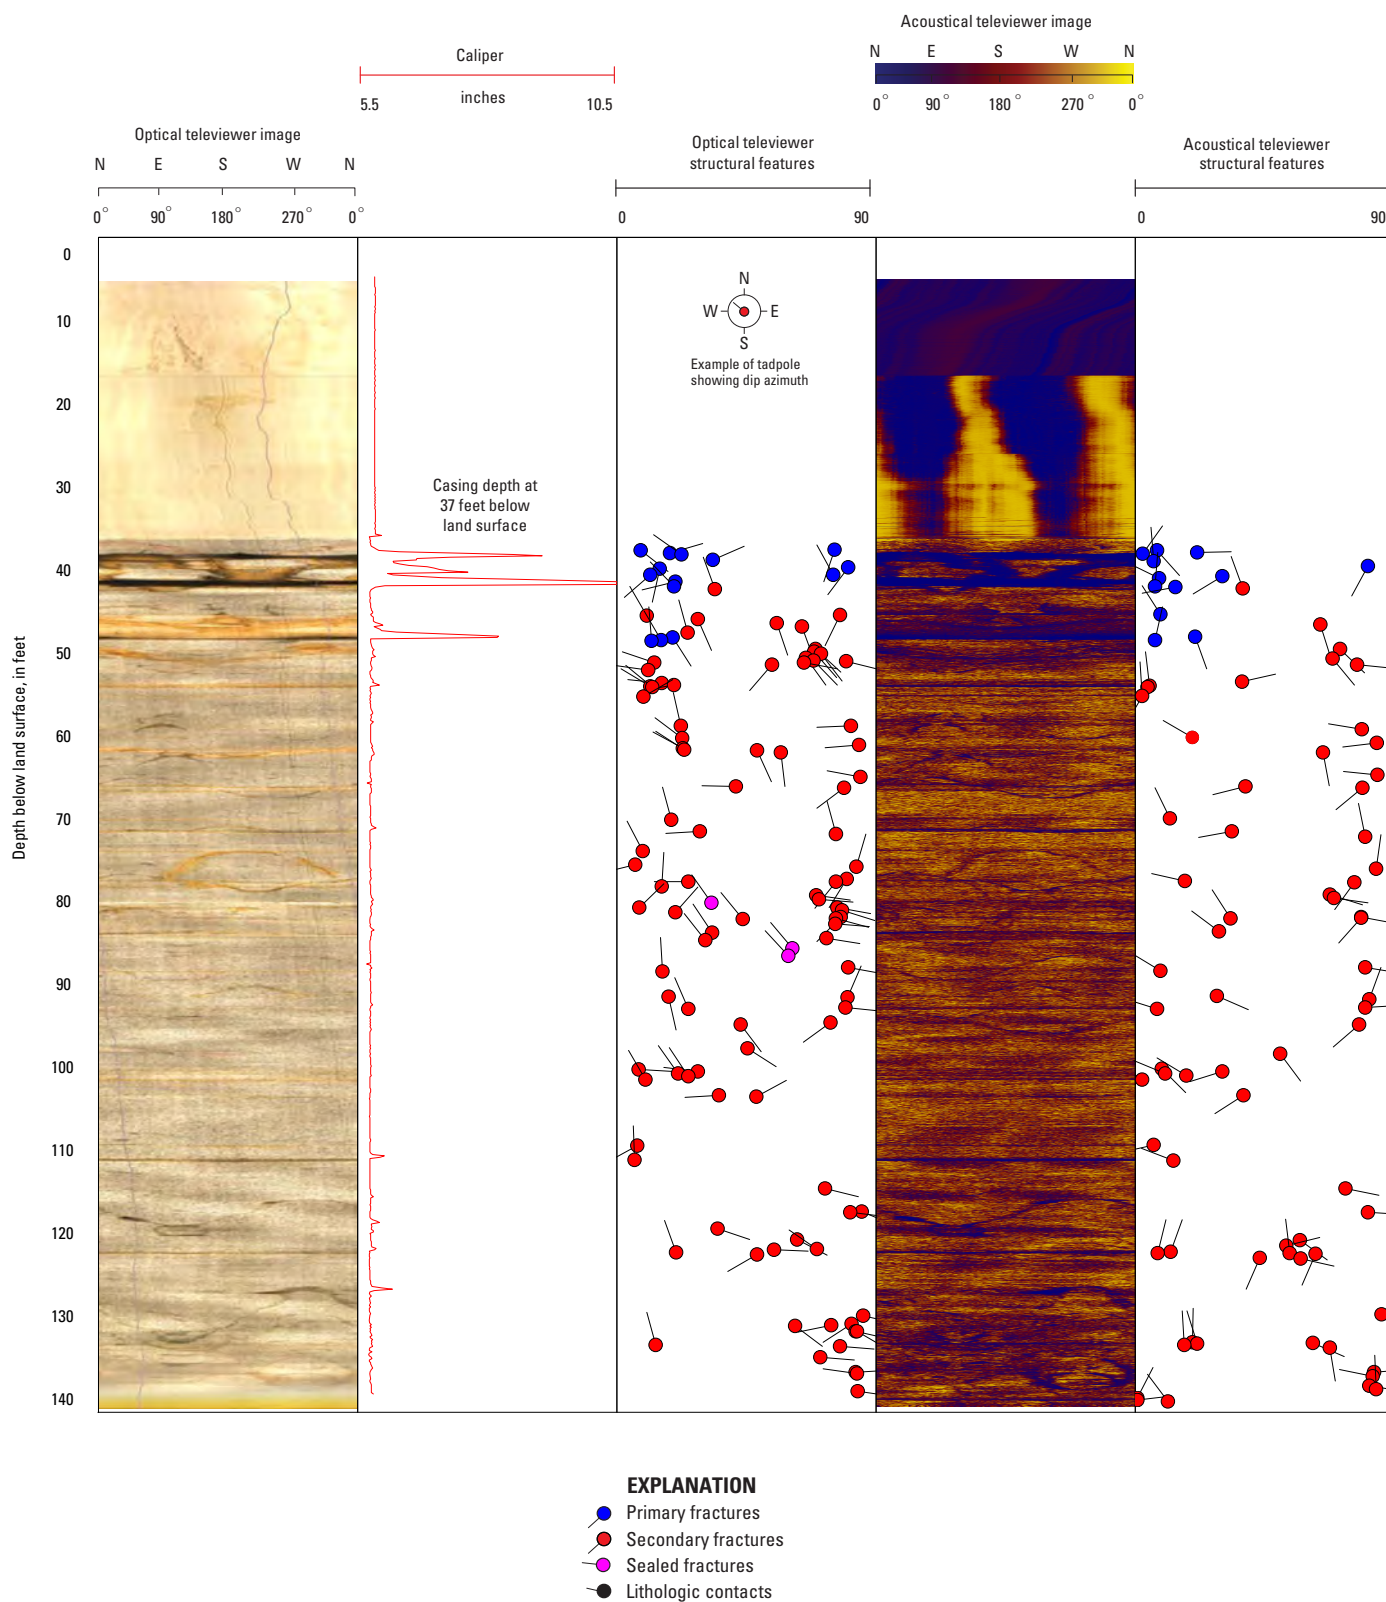 Acoustical televiewer image
N E S W N
0° 90° 180° 270° 0°
Caliper
inches
5.5 10.5
Optical televiewer image
N E S W N
0° 90° 180° 270° 0°
Optical televiewer
structural features
0 90
Acoustical televiewer
structural features
0 90
Depth below land surface, in feet
0
10
20
30
40
50
60
70
80
90
100
110
120
130
140
Casing depth at
37 feet below
land surface
N
W E
S
Example of tadpole
showing dip azimuth
EXPLANATION
Primary fractures
Secondary fractures
Sealed fractures
Lithologic contacts